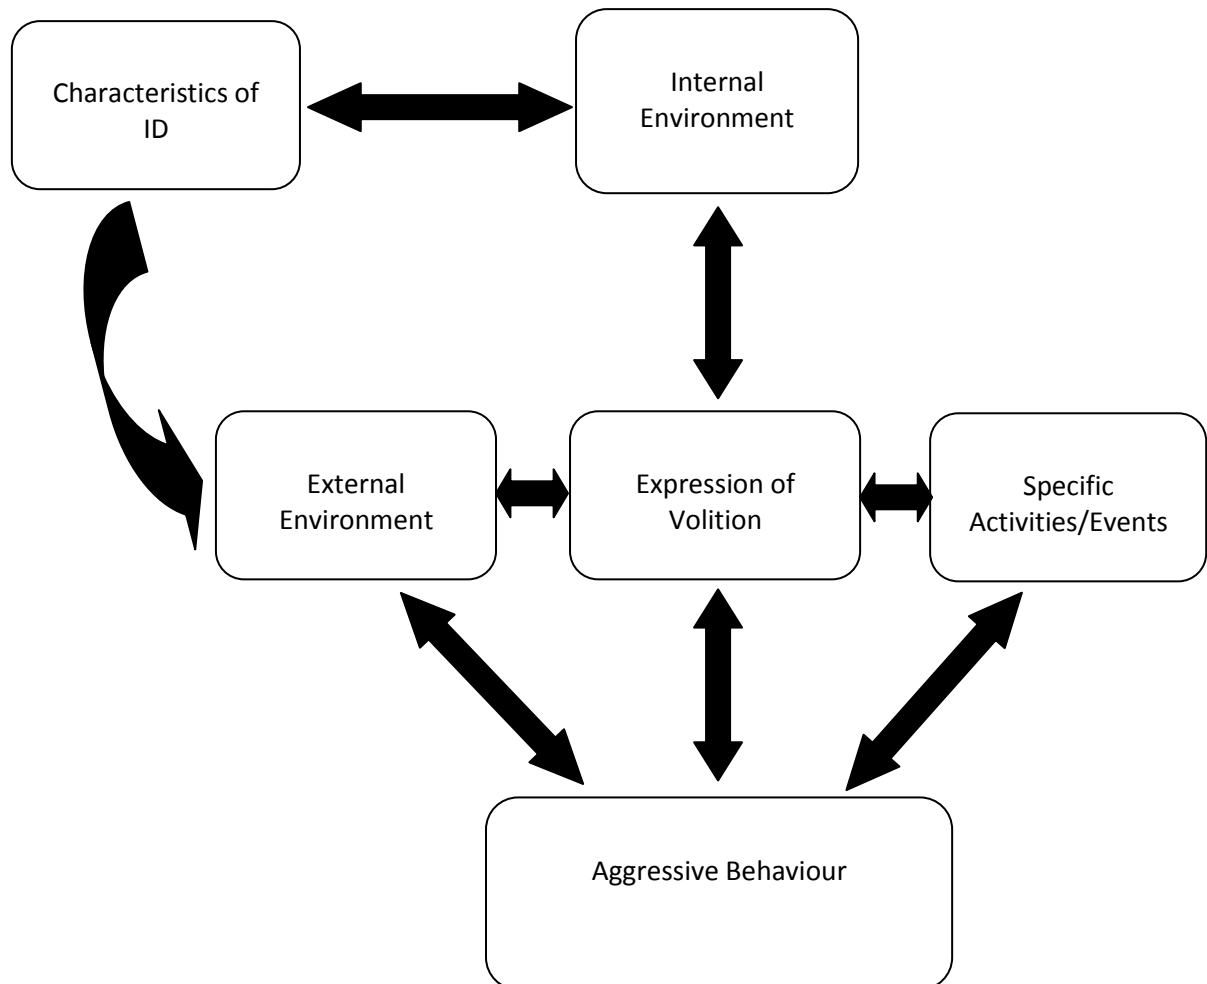 Characteristics of
ID
Internal
Environment
External
Environment
Expression of
Volition
Specific
Activities/Events
Aggressive Behaviour